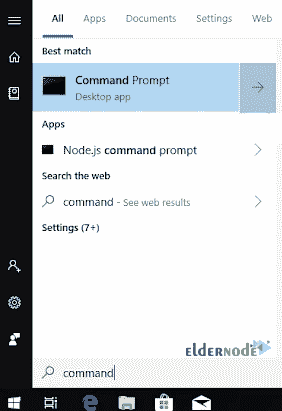 All Apps Documents Settings Web
Best match
Command Prompt
Desktop app
Apps
Node.js command prompt
Search the web
command - See web results
Settings (7+)
ELDERNODE
command